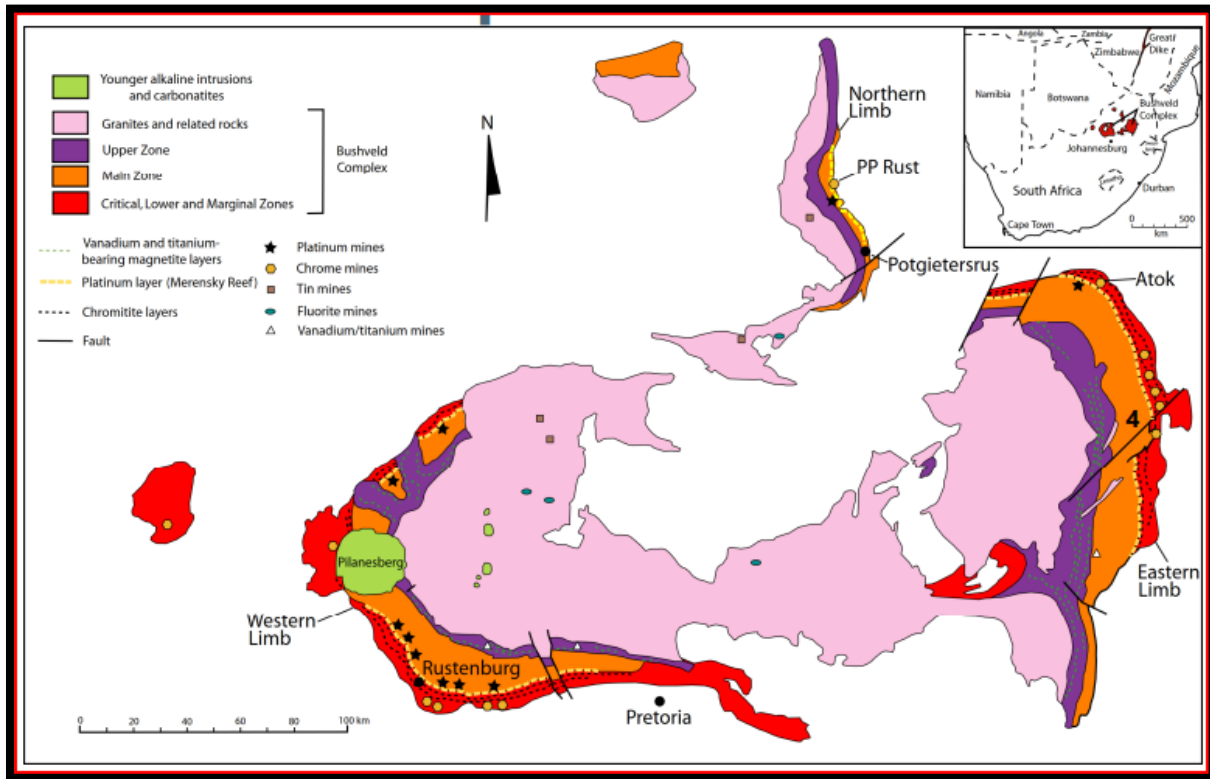 Younger alkaline intrusions
and carbonatites
Granites and related rocks
Upper Zone
Main Zone
Critical, Lower and Marginal Zones
Bushveld
Complex
Vanadium and titanium-
bearing magnetite layers
Platinum layer (Merensky Reef)
Chromitite layers
Fault
Platinum mines
Chrome mines
Tin mines
Fluorite mines
Vanadium/titanium mines
N
Northern
Limb
PP Rust
Potgietersrus
Atok
4
Eastern
Limb
Pilanesberg
Western
Limb
Rustenburg
Pretoria
0 20 40 60 80 100 km
Angola
Zambia
Zimbabwe
Great
Dike
Mozambique
Namibia
Botswana
Bushveld
Complex
Johannesburg
South Africa
Durban
Cape Town
0 500
km